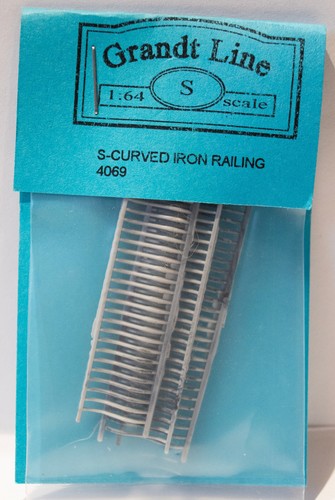 Grandt Line
1:64 S scale
S-CURVED IRON RAILING
4069